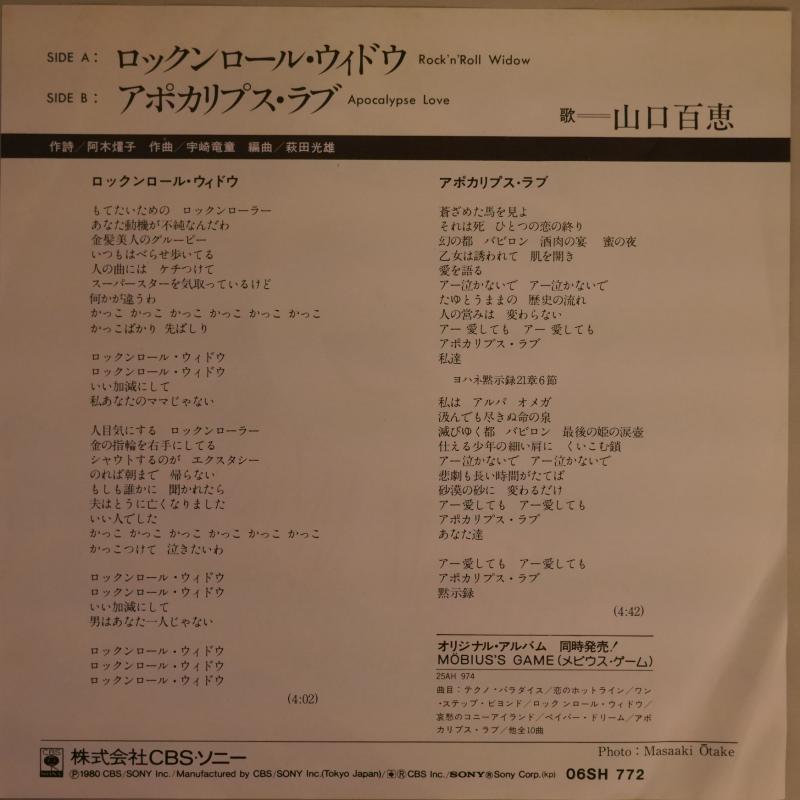 SIDE A： ロックンロール・ウィドウ Rock'n'Roll Widow
SIDE B： アポカリプス・ラブ Apocalypse Love
歌──山口百恵
作詩／阿木燿子 作曲／宇崎竜童 編曲／萩田光雄
ロックンロール・ウィドウ
もてたいための ロックンローラー
あなた動機が不純なんだわ
金髪美人のグルーピー
いつもはべらせ歩いてる
人の曲には ケチつけて
スーパースターを気取っているけど
何かが違うわ
かっこ かっこ かっこ かっこ かっこ かっこ
かっこばかり 先ばしり
ロックンロール・ウィドウ
ロックンロール・ウィドウ
いい加減にして
私あなたのママじゃない
人目気にする ロックンローラー
金の指輪を右手にしてる
シャウトするのが エクスタシー
のれば朝まで 帰らない
もしも誰かに 聞かれたら
夫はとうに亡くなりました
いい人でした
かっこ かっこ かっこ かっこ かっこ かっこ
かっこつけて 泣きたいわ
ロックンロール・ウィドウ
ロックンロール・ウィドウ
いい加減にして
男はあなた一人じゃない
ロックンロール・ウィドウ
ロックンロール・ウィドウ
ロックンロール・ウィドウ
(4:02)
アポカリプス・ラブ
蒼ざめた馬を見よ
それは死 ひとつの恋の終り
幻の都 バビロン 酒肉の宴 蜜の夜
乙女は誘われて 肌を開き
愛を語る
アー泣かないで アー泣かないで
たゆとうままの 歴史の流れ
人の営みは 変わらない
アー 愛しても アー 愛しても
アポカリプス・ラブ
私達
ヨハネ黙示録21章6節
私は アルパ オメガ
汲んでも尽きぬ命の泉
滅びゆく都 バビロン 最後の姫の涙壺
仕える少年の細い肩に くいこむ鎖
アー泣かないで アー泣かないで
悲劇も長い時間がたてば
砂漠の砂に 変わるだけ
アー愛しても アー愛しても
アポカリプス・ラブ
あなた達
アー愛しても アー愛しても
アポカリプス・ラブ
黙示録
(4:42)
オリジナル・アルバム 同時発売！
MÖBIUS'S GAME(メビウス・ゲーム)
25AH 974
曲目：テクノ・パラダイス／恋のホットライン／ワン
・ステップ・ビヨンド／ロックンロール・ウィドウ／
哀愁のコニーアイランド／ペイパー・ドリーム／アポ
カリプス・ラブ／他全10曲
Photo：Masaaki Ōtake
CBS SONY 株式会社CBS・ソニー
Ⓟ1980 CBS/SONY Inc./Manufactured by CBS/SONY Inc.(Tokyo Japan)/Ⓡ CBS Inc./SONY®Sony Corp.(kp) 06SH 772